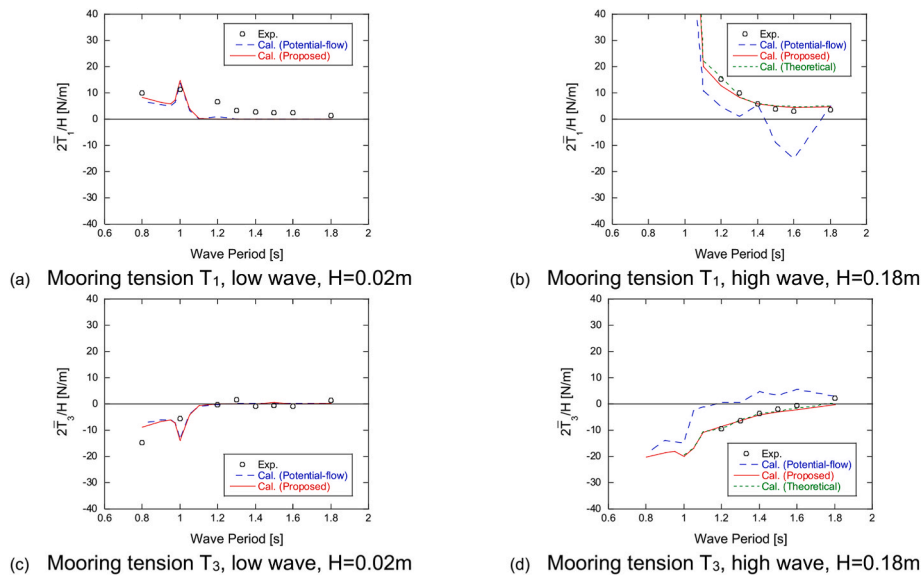 40
30
20
10
0
-10
-20
-30
-40
2T̅₁/H [N/m]
Exp.
Cal. (Potential-flow)
Cal. (Proposed)
0.6 0.8 1 1.2 1.4 1.6 1.8 2
Wave Period [s]
(a) Mooring tension T₁, low wave, H=0.02m
40
30
20
10
0
-10
-20
-30
-40
2T̅₁/H [N/m]
Exp.
Cal. (Potential-flow)
Cal. (Proposed)
Cal. (Theoretical)
0.6 0.8 1 1.2 1.4 1.6 1.8 2
Wave Period [s]
(b) Mooring tension T₁, high wave, H=0.18m
40
30
20
10
0
-10
-20
-30
-40
2T̅₃/H [N/m]
Exp.
Cal. (Potential-flow)
Cal. (Proposed)
0.6 0.8 1 1.2 1.4 1.6 1.8 2
Wave Period [s]
(c) Mooring tension T₃, low wave, H=0.02m
40
30
20
10
0
-10
-20
-30
-40
2T̅₃/H [N/m]
Exp.
Cal. (Potential-flow)
Cal. (Proposed)
Cal. (Theoretical)
0.6 0.8 1 1.2 1.4 1.6 1.8 2
Wave Period [s]
(d) Mooring tension T₃, high wave, H=0.18m